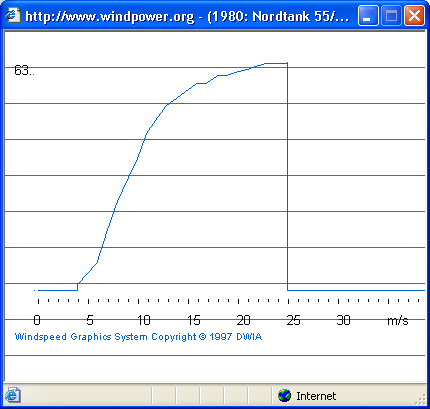 http://www.windpower.org - (1980: Nordtank 55/...
63..
0 5 10 15 20 25 30 m/s
Windspeed Graphics System Copyright © 1997 DWIA
Internet